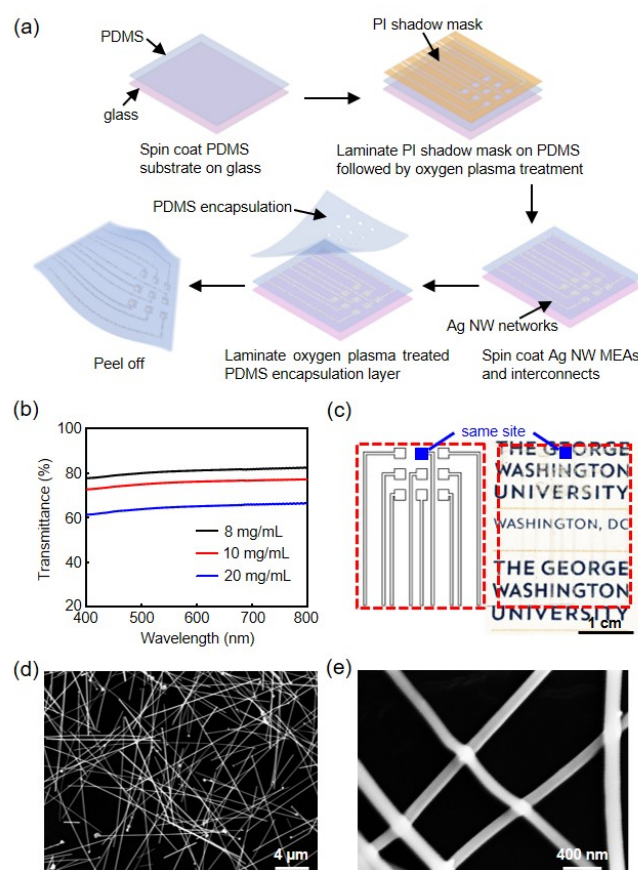 (a)
PDMS
glass
Spin coat PDMS
substrate on glass
PI shadow mask
Laminate PI shadow mask on PDMS
followed by oxygen plasma treatment
PDMS encapsulation
Peel off
Laminate oxygen plasma treated
PDMS encapsulation layer
Ag NW networks
Spin coat Ag NW MEAs
and interconnects
(b)
100
80
60
40
20
Transmittance (%)
8 mg/mL
10 mg/mL
20 mg/mL
400 500 600 700 800
Wavelength (nm)
(c)
same site
THE GEORGE
WASHINGTON
UNIVERSITY
WASHINGTON, DC
THE GEORGE
WASHINGTON
UNIVERSITY
1 cm
(d)
4 µm
(e)
400 nm